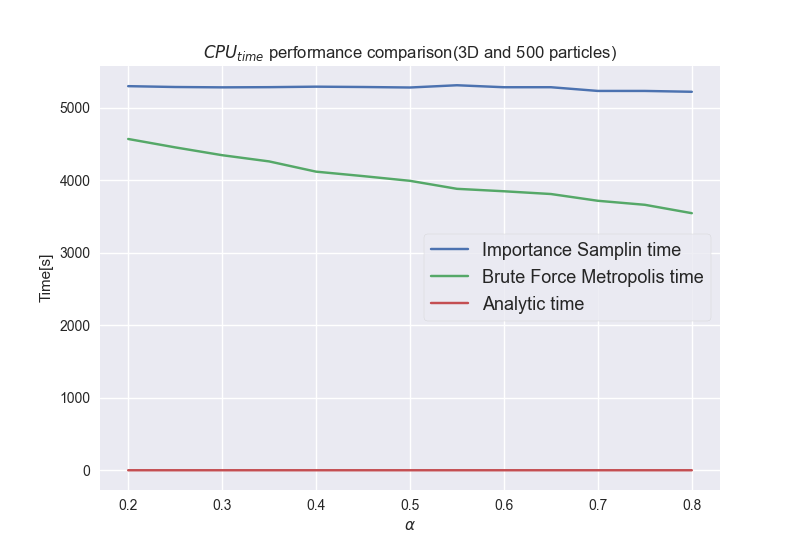 CPU_time performance comparison(3D and 500 particles)
5000
4000
3000
2000
1000
0
Time[s]
Importance Samplin time
Brute Force Metropolis time
Analytic time
0.2 0.3 0.4 0.5 0.6 0.7 0.8
α